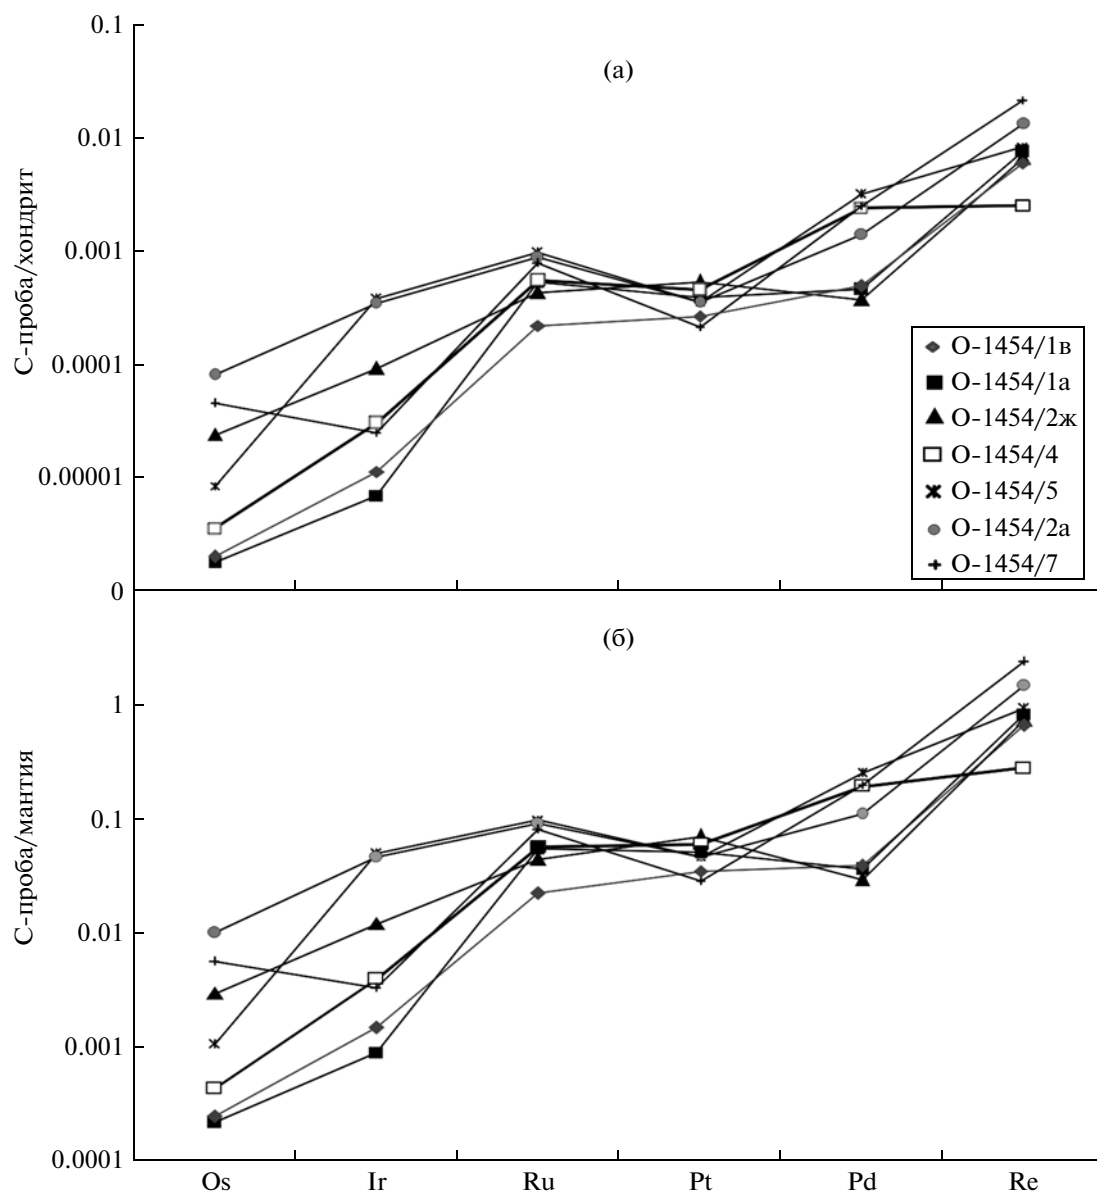 0.1
(а)
0.01
0.001
0.0001
0.00001
0
С-проба/хондрит
О-1454/1в
О-1454/1а
О-1454/2ж
О-1454/4
О-1454/5
О-1454/2а
О-1454/7
(б)
1
0.1
0.01
0.001
0.0001
С-проба/мантия
Os Ir Ru Pt Pd Re